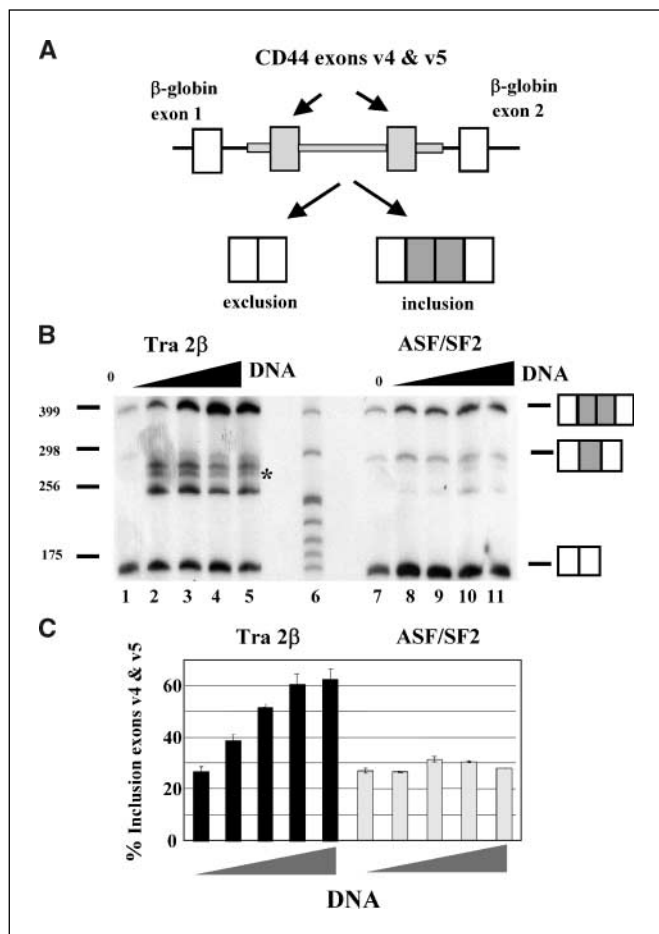 A
CD44 exons v4 & v5
β-globin exon 1
β-globin exon 2
exclusion
inclusion
B
Tra 2β
ASF/SF2
0
DNA
0
DNA
399
298
256
175
*
1 2 3 4 5 6 7 8 9 10 11
C
Tra 2β
ASF/SF2
% Inclusion exons v4 & v5
60
40
20
0
DNA